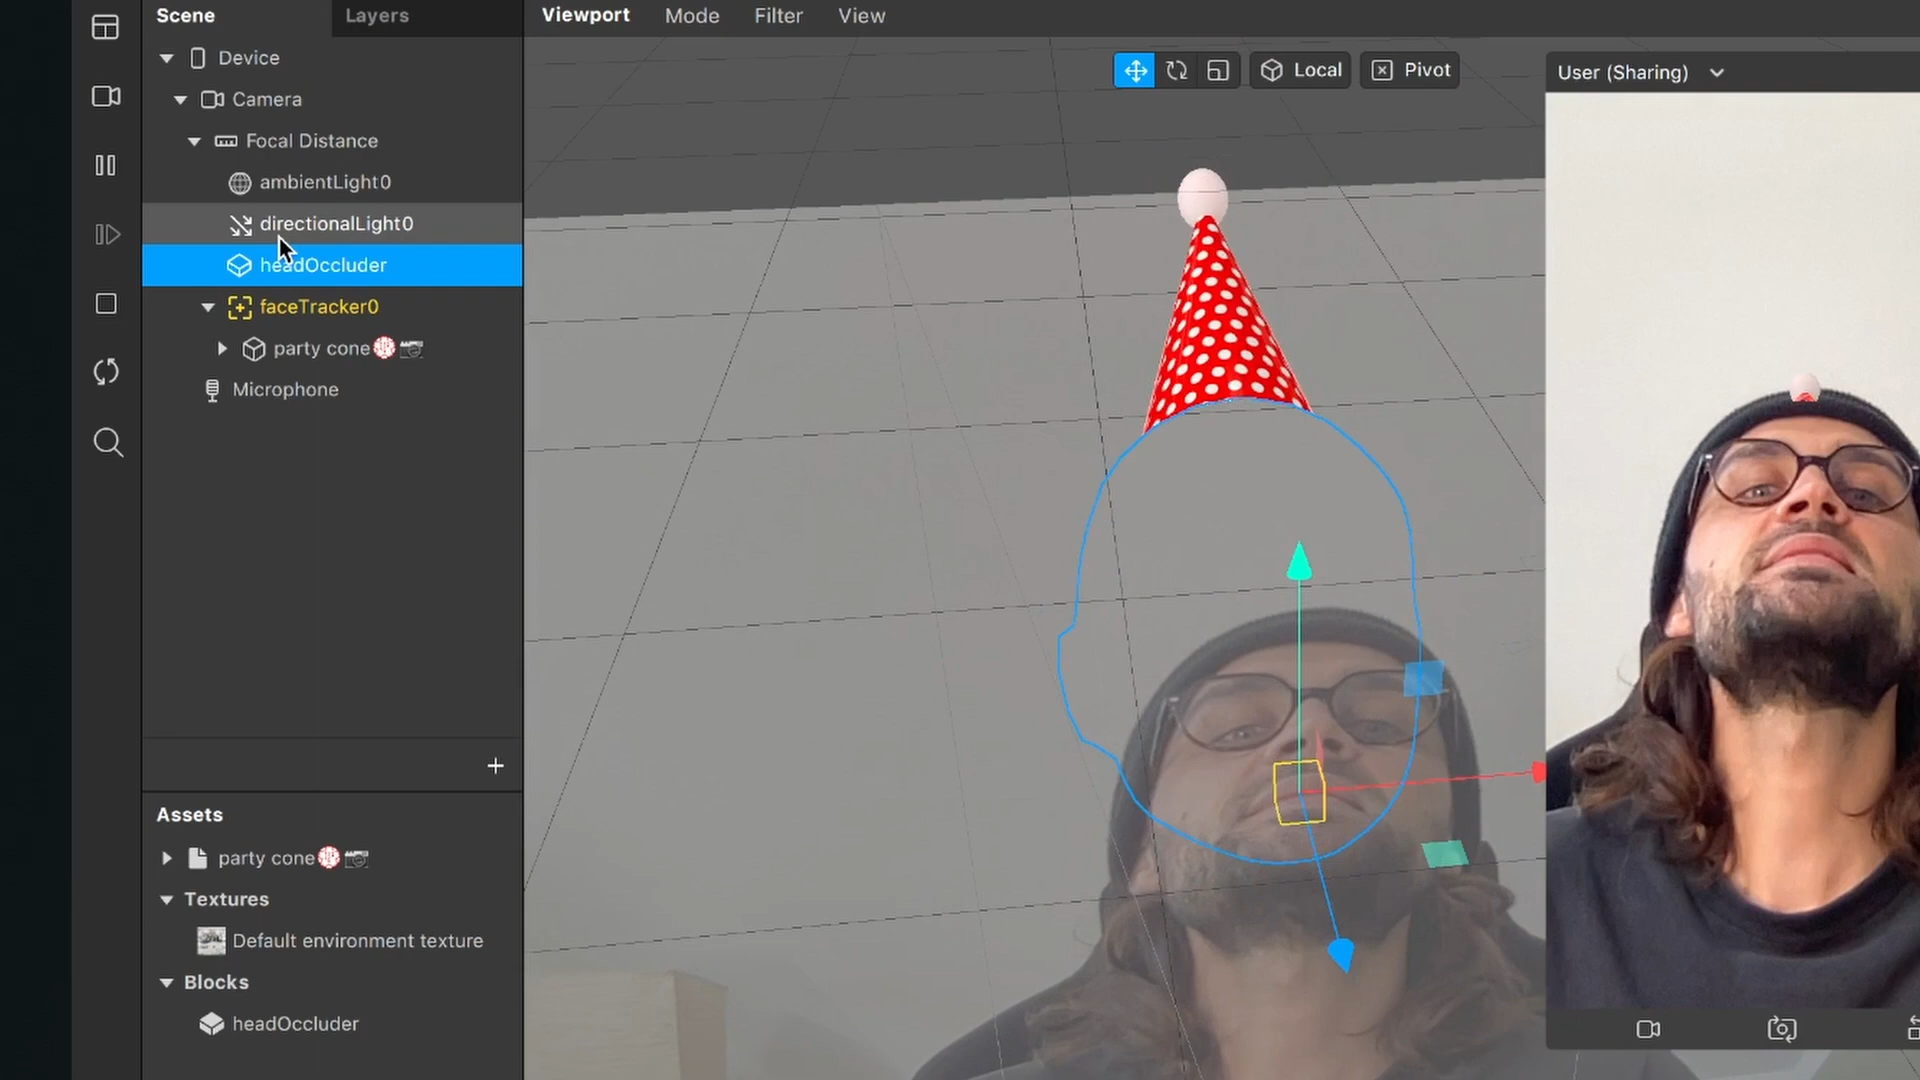 Scene
Layers
Device
Camera
Focal Distance
ambientLight0
directionalLight0
headOccluder
faceTracker0
party cone
Microphone
+
Assets
party cone
Textures
Default environment texture
Blocks
headOccluder
Viewport Mode Filter View
Local
Pivot
User (Sharing)